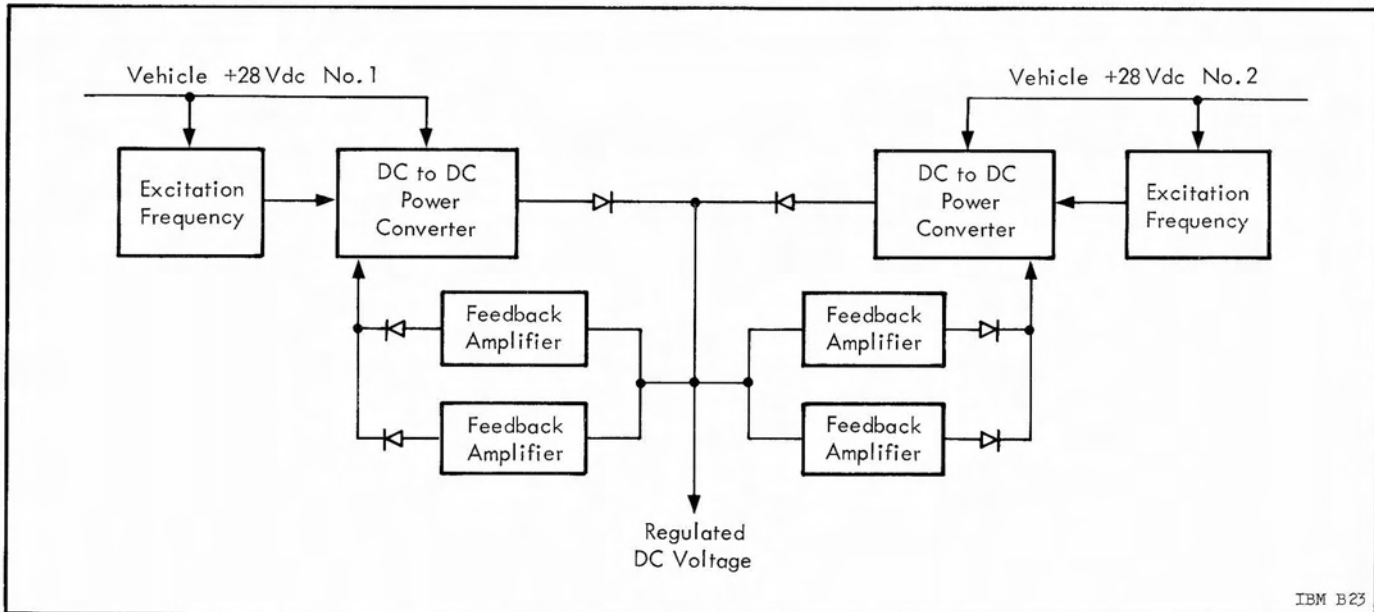 Vehicle +28 Vdc No. 1
Vehicle +28 Vdc No. 2
Excitation
Frequency
DC to DC
Power
Converter
DC to DC
Power
Converter
Excitation
Frequency
Feedback
Amplifier
Feedback
Amplifier
Feedback
Amplifier
Feedback
Amplifier
Regulated
DC Voltage
IBM B23